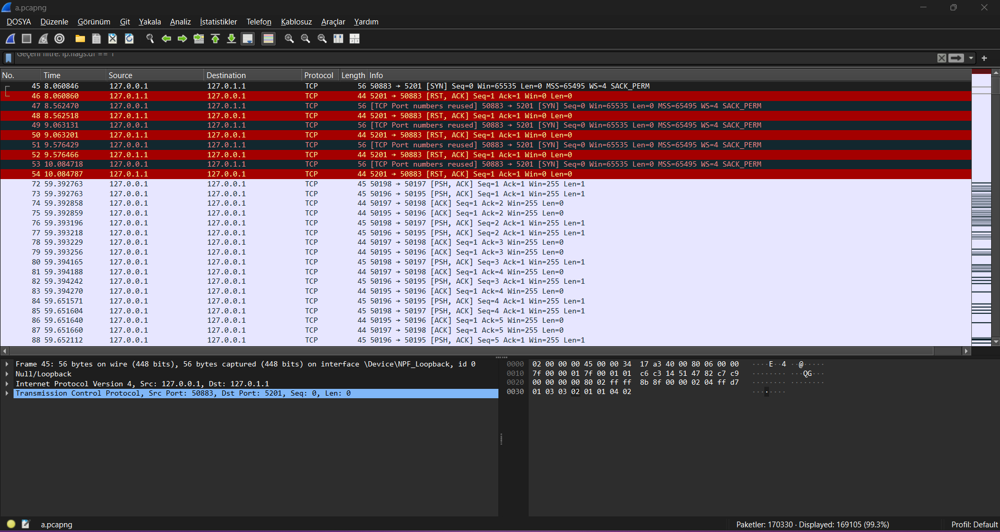 a.pcapng
DOSYA Düzenle Görünüm Git Yakala Analiz İstatistikler Telefon Kablosuz Araçlar Yardım
No. Time Source Destination Protocol Length Info
45 8.060846 127.0.0.1 127.0.1.1 TCP 56 50883 → 5201 [SYN] Seq=0 Win=65535 Len=0 MSS=65495 WS=4 SACK_PERM
46 8.060860 127.0.1.1 127.0.0.1 TCP 44 5201 → 50883 [RST, ACK] Seq=1 Ack=1 Win=0 Len=0
47 8.562470 127.0.0.1 127.0.1.1 TCP 56 [TCP Port numbers reused] 50883 → 5201 [SYN] Seq=0 Win=65535 Len=0 MSS=65495 WS=4 SACK_PERM
48 8.562518 127.0.1.1 127.0.0.1 TCP 44 5201 → 50883 [RST, ACK] Seq=1 Ack=1 Win=0 Len=0
49 9.063131 127.0.0.1 127.0.1.1 TCP 56 [TCP Port numbers reused] 50883 → 5201 [SYN] Seq=0 Win=65535 Len=0 MSS=65495 WS=4 SACK_PERM
50 9.063201 127.0.1.1 127.0.0.1 TCP 44 5201 → 50883 [RST, ACK] Seq=1 Ack=1 Win=0 Len=0
51 9.576429 127.0.0.1 127.0.1.1 TCP 56 [TCP Port numbers reused] 50883 → 5201 [SYN] Seq=0 Win=65535 Len=0 MSS=65495 WS=4 SACK_PERM
52 9.576466 127.0.1.1 127.0.0.1 TCP 44 5201 → 50883 [RST, ACK] Seq=1 Ack=1 Win=0 Len=0
53 10.084718 127.0.0.1 127.0.1.1 TCP 56 [TCP Port numbers reused] 50883 → 5201 [SYN] Seq=0 Win=65535 Len=0 MSS=65495 WS=4 SACK_PERM
54 10.084787 127.0.1.1 127.0.0.1 TCP 44 5201 → 50883 [RST, ACK] Seq=1 Ack=1 Win=0 Len=0
72 59.392763 127.0.0.1 127.0.0.1 TCP 45 50198 → 50197 [PSH, ACK] Seq=1 Ack=1 Win=255 Len=1
73 59.392763 127.0.0.1 127.0.0.1 TCP 45 50196 → 50195 [PSH, ACK] Seq=1 Ack=1 Win=255 Len=1
74 59.392858 127.0.0.1 127.0.0.1 TCP 44 50197 → 50198 [ACK] Seq=1 Ack=2 Win=255 Len=0
75 59.392859 127.0.0.1 127.0.0.1 TCP 44 50195 → 50196 [ACK] Seq=1 Ack=2 Win=255 Len=0
76 59.393196 127.0.0.1 127.0.0.1 TCP 45 50198 → 50197 [PSH, ACK] Seq=2 Ack=1 Win=255 Len=1
77 59.393218 127.0.0.1 127.0.0.1 TCP 45 50196 → 50195 [PSH, ACK] Seq=2 Ack=1 Win=255 Len=1
78 59.393229 127.0.0.1 127.0.0.1 TCP 44 50197 → 50198 [ACK] Seq=1 Ack=3 Win=255 Len=0
79 59.393256 127.0.0.1 127.0.0.1 TCP 44 50195 → 50196 [ACK] Seq=1 Ack=3 Win=255 Len=0
80 59.394165 127.0.0.1 127.0.0.1 TCP 45 50198 → 50197 [PSH, ACK] Seq=3 Ack=1 Win=255 Len=1
81 59.394188 127.0.0.1 127.0.0.1 TCP 44 50197 → 50198 [ACK] Seq=1 Ack=4 Win=255 Len=0
82 59.394242 127.0.0.1 127.0.0.1 TCP 45 50196 → 50195 [PSH, ACK] Seq=3 Ack=1 Win=255 Len=1
83 59.394270 127.0.0.1 127.0.0.1 TCP 44 50195 → 50196 [ACK] Seq=1 Ack=4 Win=255 Len=0
84 59.651571 127.0.0.1 127.0.0.1 TCP 45 50196 → 50195 [PSH, ACK] Seq=4 Ack=1 Win=255 Len=1
85 59.651604 127.0.0.1 127.0.0.1 TCP 45 50198 → 50197 [PSH, ACK] Seq=4 Ack=1 Win=255 Len=1
86 59.651640 127.0.0.1 127.0.0.1 TCP 44 50195 → 50196 [ACK] Seq=1 Ack=5 Win=255 Len=0
87 59.651660 127.0.0.1 127.0.0.1 TCP 44 50197 → 50198 [ACK] Seq=1 Ack=5 Win=255 Len=0
88 59.652112 127.0.0.1 127.0.0.1 TCP 45 50196 → 50195 [PSH, ACK] Seq=5 Ack=1 Win=255 Len=1
Frame 45: 56 bytes on wire (448 bits), 56 bytes captured (448 bits) on interface \Device\NPF_Loopback, id 0
Null/Loopback
Internet Protocol Version 4, Src: 127.0.0.1, Dst: 127.0.1.1
Transmission Control Protocol, Src Port: 50883, Dst Port: 5201, Seq: 0, Len: 0
0000 02 00 00 00 45 00 00 34 17 a3 40 00 80 06 00 00 ····E··4 ··@·····
0010 7f 00 00 01 7f 00 01 01 c6 c3 14 51 47 82 c7 c9 ········ ···QG···
0020 00 00 00 00 80 02 ff ff 8b 8f 00 00 02 04 ff d7 ········ ········
0030 01 03 03 02 01 01 04 02 ········
a.pcapng
Paketler: 170330 · Displayed: 169105 (99.3%)
Profil: Default